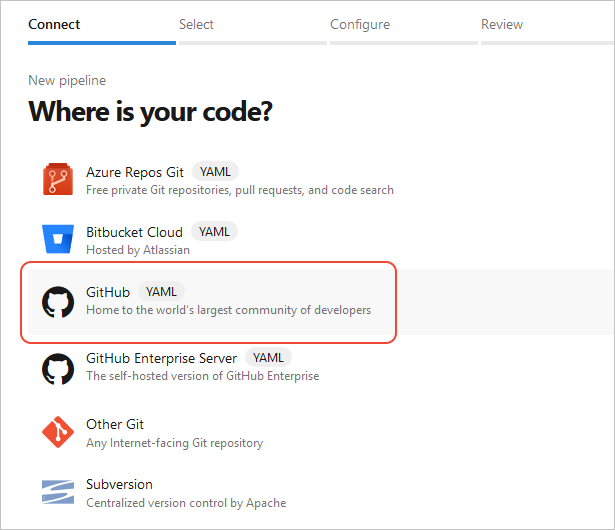 Connect Select Configure Review
New pipeline
Where is your code?
Azure Repos Git YAML
Free private Git repositories, pull requests, and code search
Bitbucket Cloud YAML
Hosted by Atlassian
GitHub YAML
Home to the world's largest community of developers
GitHub Enterprise Server YAML
The self-hosted version of GitHub Enterprise
Other Git
Any Internet-facing Git repository
Subversion
Centralized version control by Apache